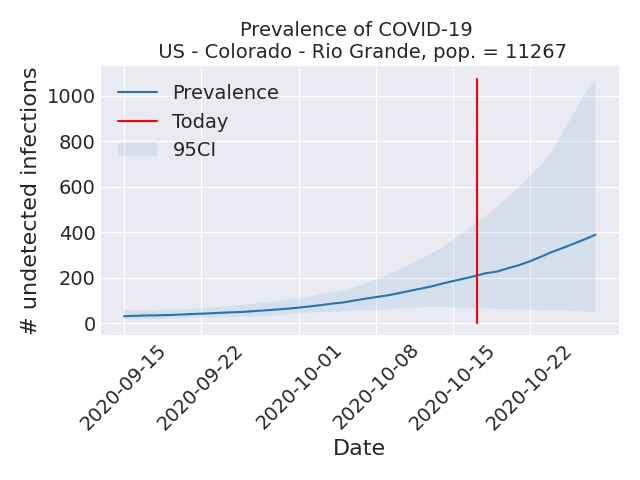 Prevalence of COVID-19
US - Colorado - Rio Grande, pop. = 11267
# undetected infections
1000
800
600
400
200
0
Prevalence
Today
95CI
2020-09-15
2020-09-22
2020-10-01
2020-10-08
2020-10-15
2020-10-22
Date